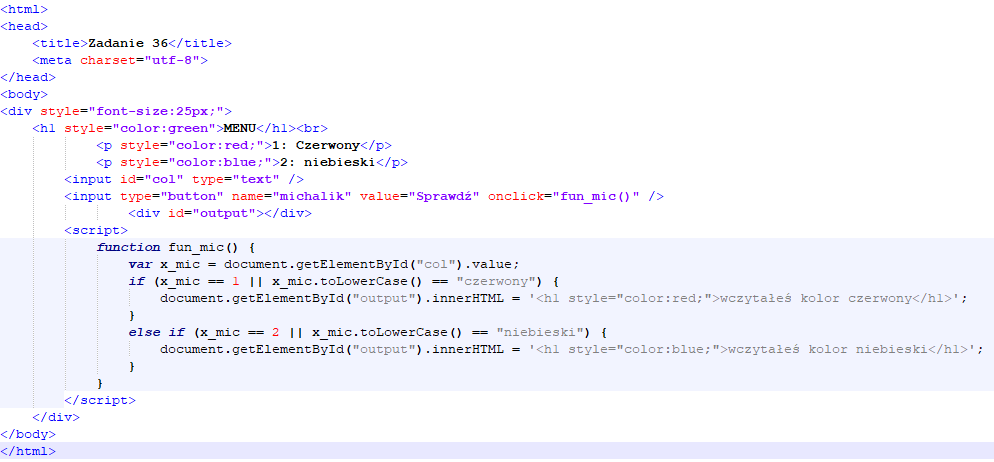 <html>
<head>
    <title>Zadanie 36</title>
    <meta charset="utf-8">
</head>
<body>
<div style="font-size:25px;">
    <h1 style="color:green">MENU</h1><br>
            <p style="color:red;">1: Czerwony</p>
            <p style="color:blue;">2: niebieski</p>
        <input id="col" type="text" />
        <input type="button" name="michalik" value="Sprawdź" onclick="fun_mic()" />
                <div id="output"></div>
        <script>
            function fun_mic() {
                var x_mic = document.getElementById("col").value;
                if (x_mic == 1 || x_mic.toLowerCase() == "czerwony") {
                    document.getElementById("output").innerHTML = '<h1 style="color:red;">wczytałeś kolor czerwony</h1>';
                }
                else if (x_mic == 2 || x_mic.toLowerCase() == "niebieski") {
                    document.getElementById("output").innerHTML = '<h1 style="color:blue;">wczytałeś kolor niebieski</h1>';
                }
            }
        </script>
    </div>
</body>
</html>